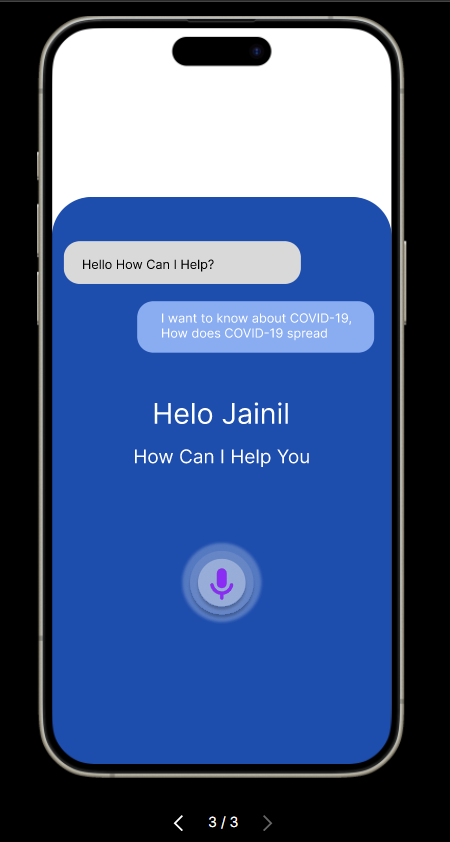 Hello How Can I Help?
I want to know about COVID-19,
How does COVID-19 spread
Helo Jainil
How Can I Help You
3 / 3